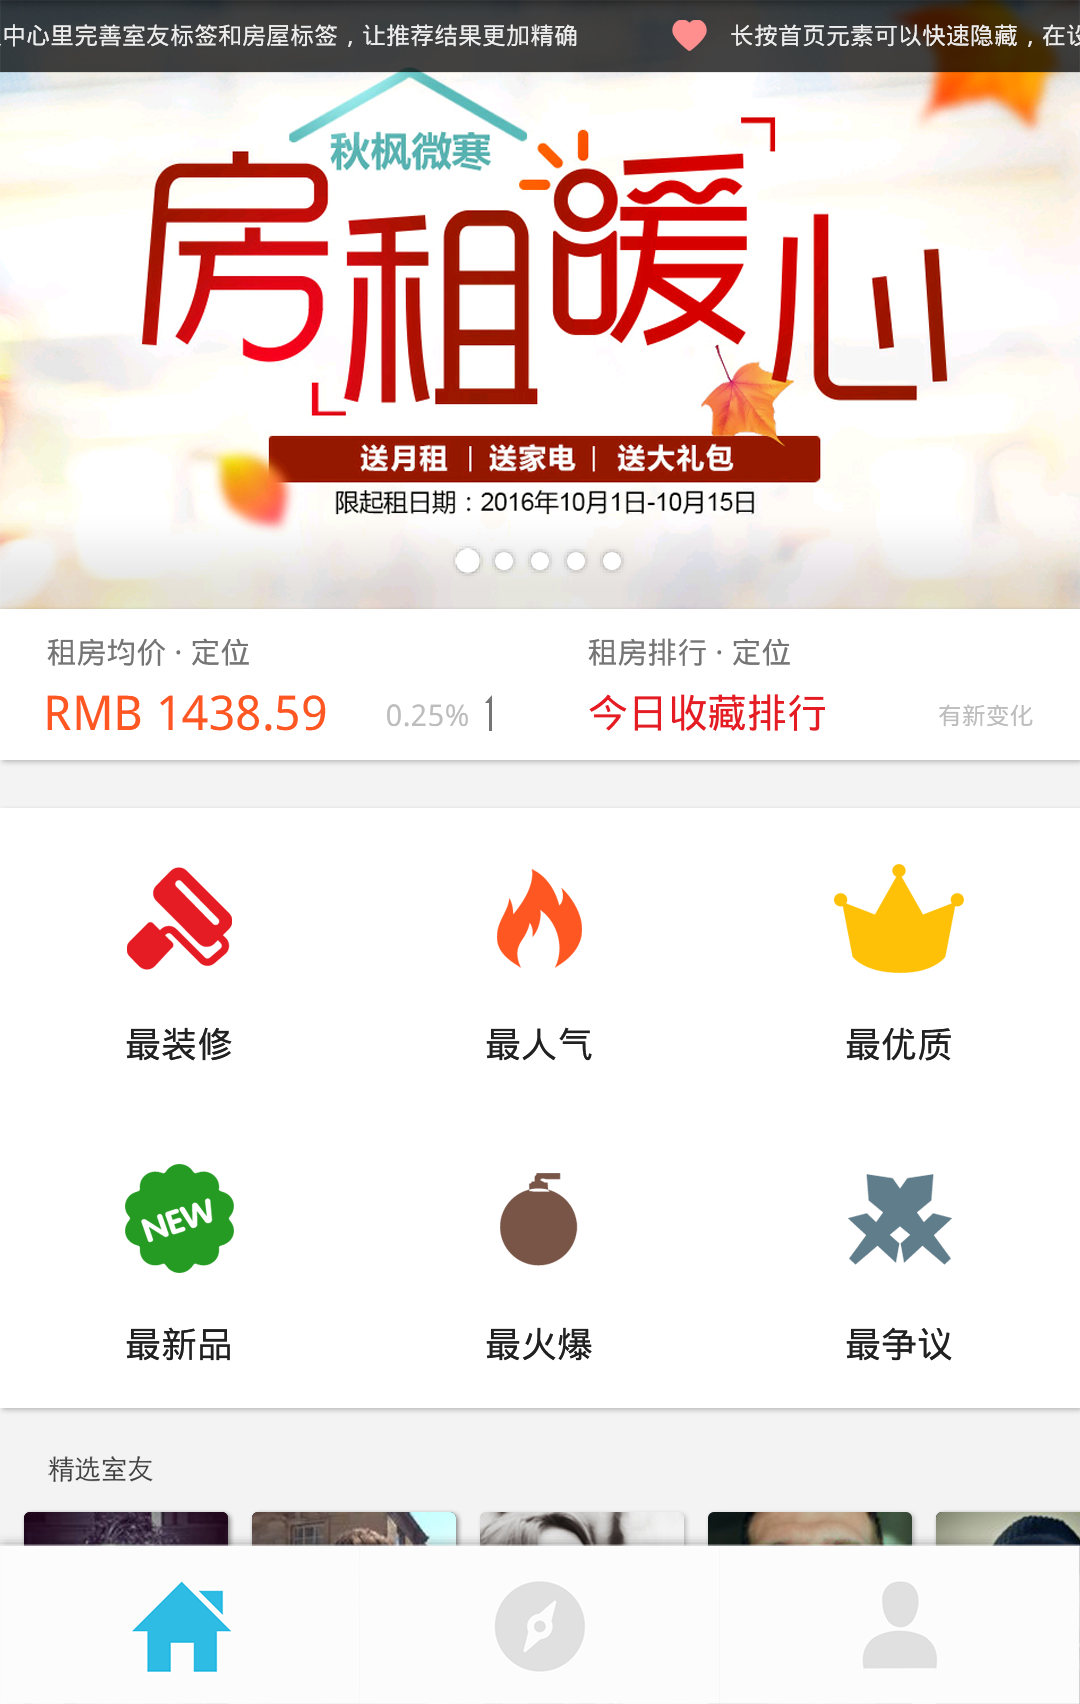 中心里完善室友标签和房屋标签，让推荐结果更加精确
长按首页元素可以快速隐藏，在设
秋枫微寒
房租暖心
送月租 | 送家电 | 送大礼包
限起租日期：2016年10月1日-10月15日
租房均价 · 定位
租房排行 · 定位
RMB 1438.59
0.25%
今日收藏排行
有新变化
最装修
最人气
最优质
NEW
最新品
最火爆
最争议
精选室友